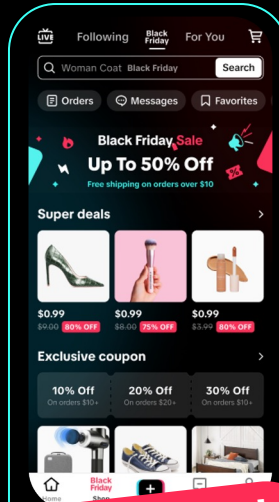 LIVE
Following
Black Friday
For You
Woman Coat Black Friday
Search
Orders
Messages
Favorites
Black Friday Sale
Up To 50% Off
Free shipping on orders over $10
Super deals
$0.99
$9.00 80% OFF
$0.99
$8.00 75% OFF
$0.99
$3.99 80% OFF
Exclusive coupon
10% Off
On orders $10+
20% Off
On orders $20+
30% Off
On orders $10+
Home
Black
Friday
Shop